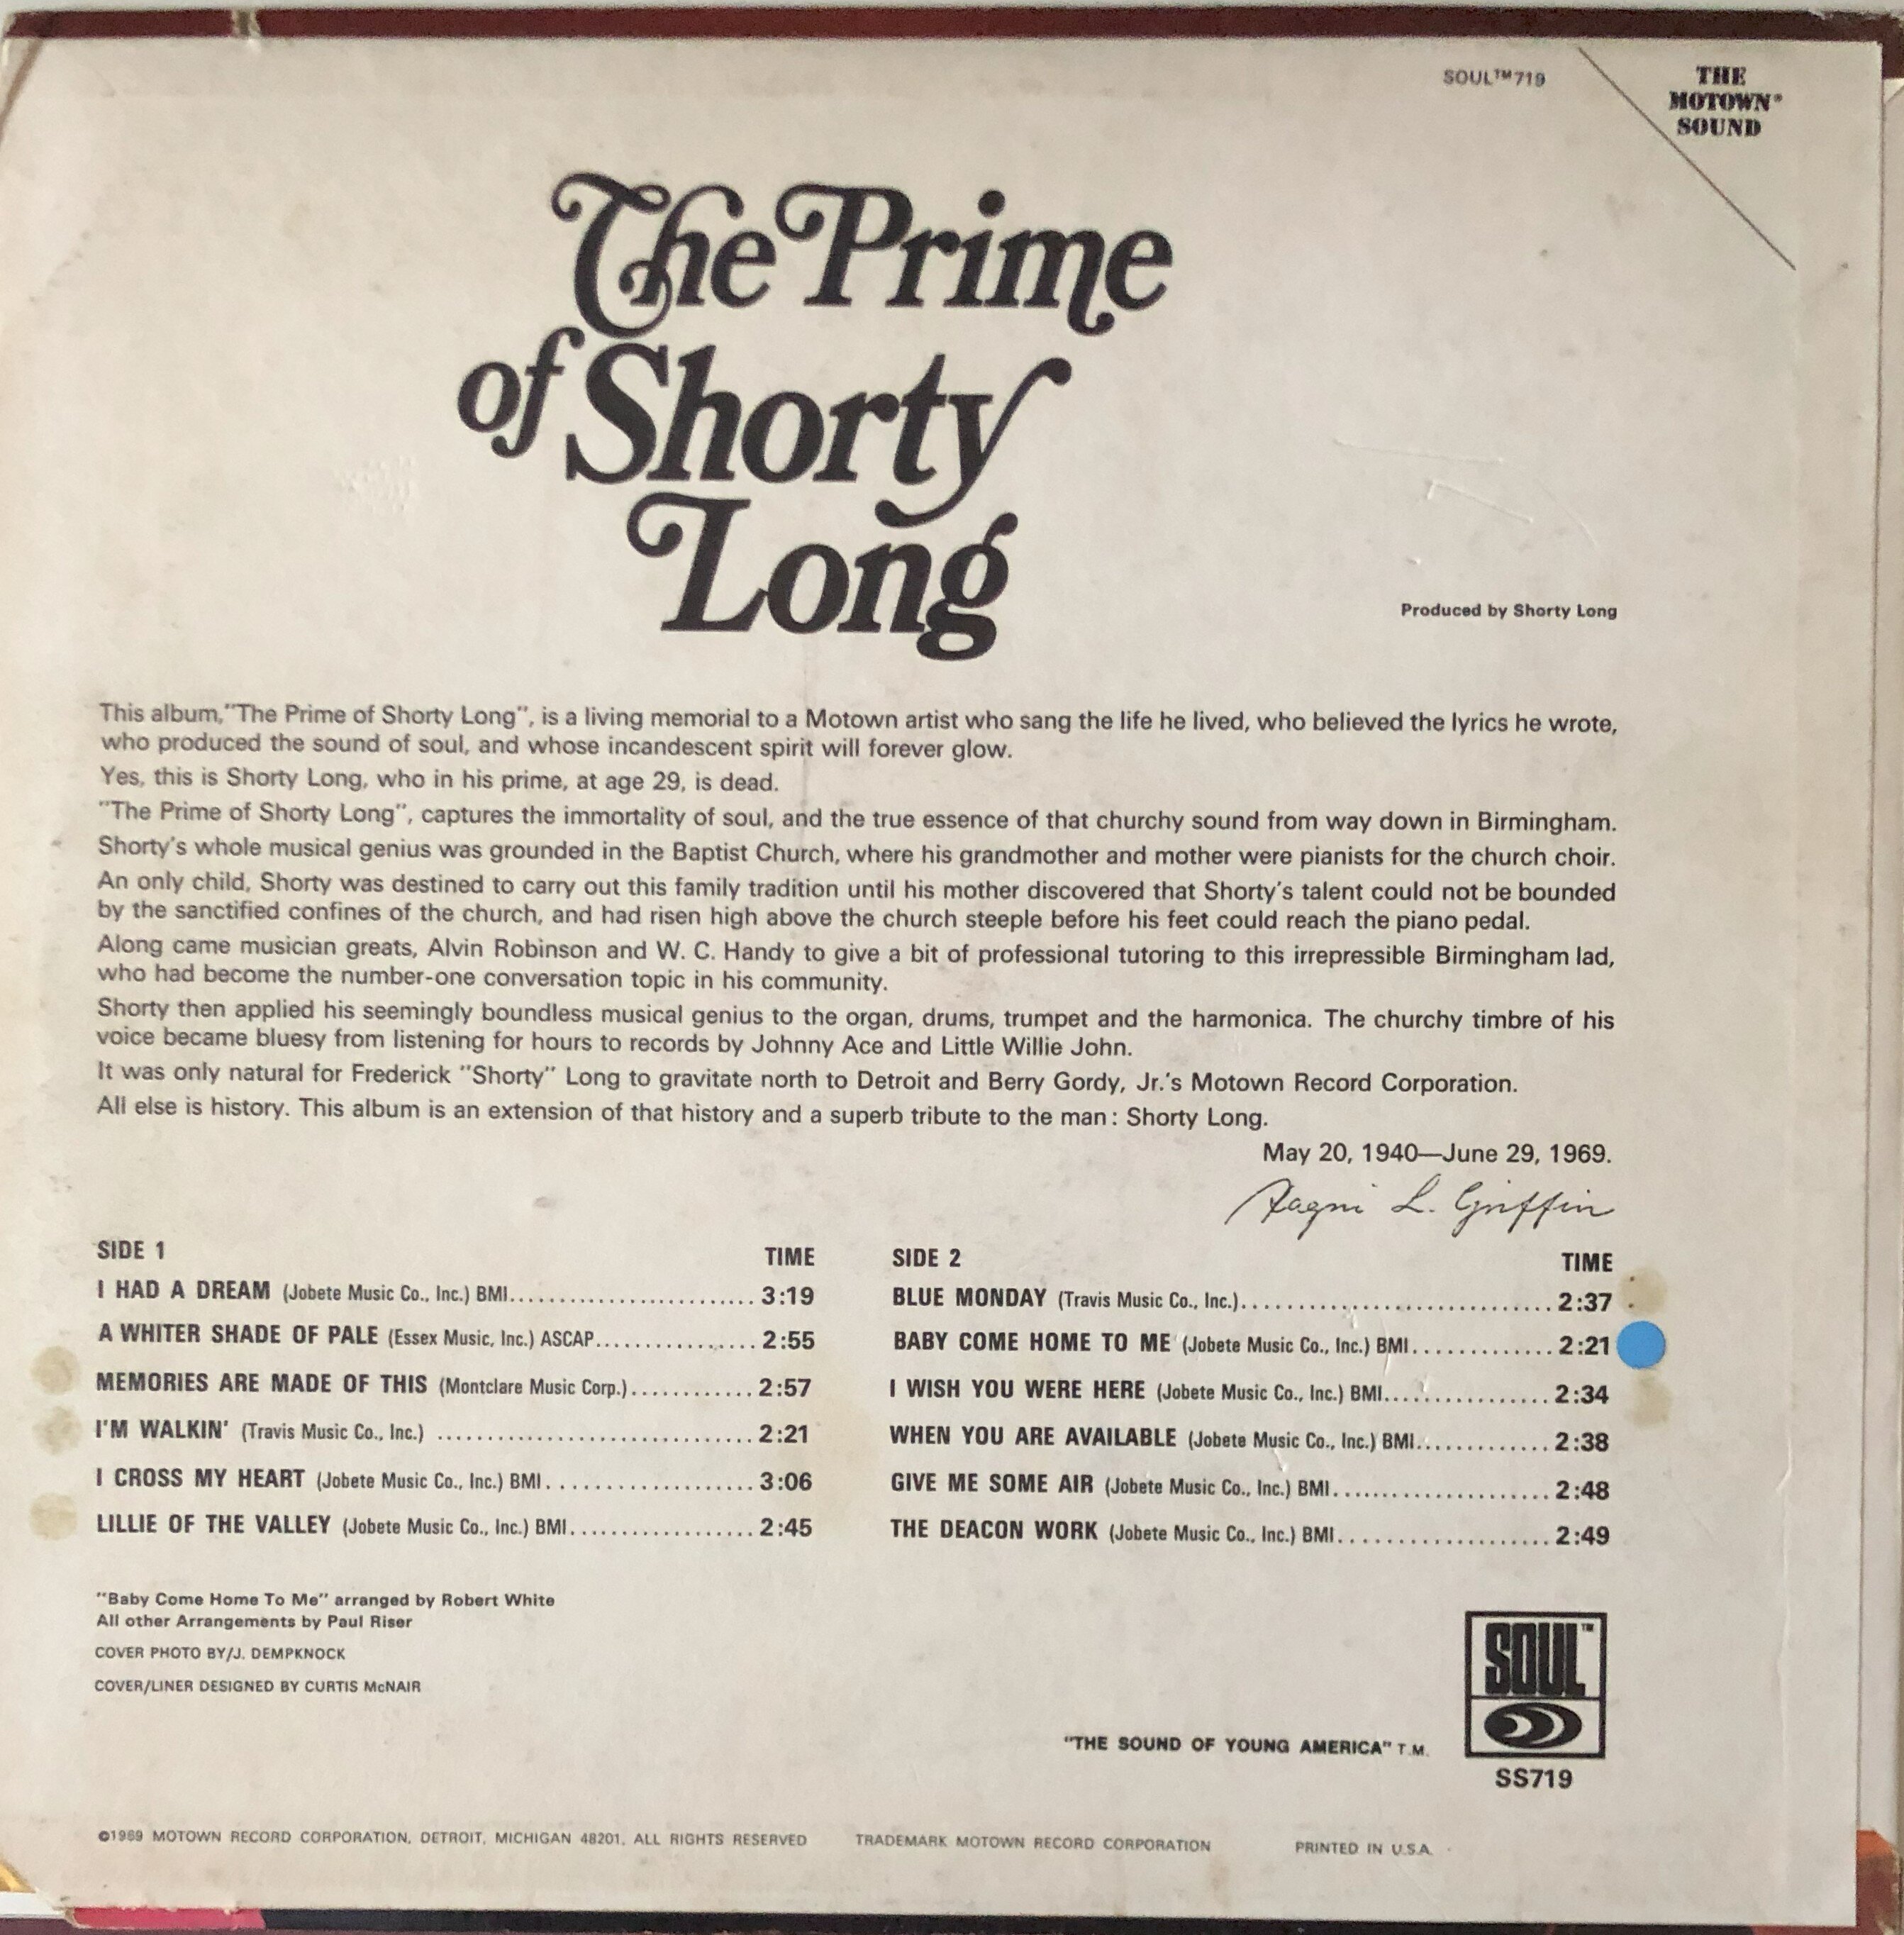 SOUL™719
THE
MOTOWN®
SOUND
The Prime
of Shorty
Long
Produced by Shorty Long
This album,"The Prime of Shorty Long", is a living memorial to a Motown artist who sang the life he lived, who believed the lyrics he wrote,
who produced the sound of soul, and whose incandescent spirit will forever glow.
Yes, this is Shorty Long, who in his prime, at age 29, is dead.
"The Prime of Shorty Long", captures the immortality of soul, and the true essence of that churchy sound from way down in Birmingham.
Shorty's whole musical genius was grounded in the Baptist Church, where his grandmother and mother were pianists for the church choir.
An only child, Shorty was destined to carry out this family tradition until his mother discovered that Shorty's talent could not be bounded
by the sanctified confines of the church, and had risen high above the church steeple before his feet could reach the piano pedal.
Along came musician greats, Alvin Robinson and W. C. Handy to give a bit of professional tutoring to this irrepressible Birmingham lad,
who had become the number-one conversation topic in his community.
Shorty then applied his seemingly boundless musical genius to the organ, drums, trumpet and the harmonica. The churchy timbre of his
voice became bluesy from listening for hours to records by Johnny Ace and Little Willie John.
It was only natural for Frederick "Shorty" Long to gravitate north to Detroit and Berry Gordy, Jr.'s Motown Record Corporation.
All else is history. This album is an extension of that history and a superb tribute to the man: Shorty Long.
May 20, 1940—June 29, 1969.
L. Griffin
SIDE 1 TIME
I HAD A DREAM (Jobete Music Co., Inc.) BMI......................... 3:19
A WHITER SHADE OF PALE (Essex Music, Inc.) ASCAP................ 2:55
MEMORIES ARE MADE OF THIS (Montclare Music Corp.)............ 2:57
I'M WALKIN' (Travis Music Co., Inc.) ............................... 2:21
I CROSS MY HEART (Jobete Music Co., Inc.) BMI.................... 3:06
LILLIE OF THE VALLEY (Jobete Music Co., Inc.) BMI.................. 2:45
SIDE 2 TIME
BLUE MONDAY (Travis Music Co., Inc.).............................. 2:37
BABY COME HOME TO ME (Jobete Music Co., Inc.) BMI............. 2:21
I WISH YOU WERE HERE (Jobete Music Co., Inc.) BMI................ 2:34
WHEN YOU ARE AVAILABLE (Jobete Music Co., Inc.) BMI............. 2:38
GIVE ME SOME AIR (Jobete Music Co., Inc.) BMI..................... 2:48
THE DEACON WORK (Jobete Music Co., Inc.) BMI.................... 2:49
"Baby Come Home To Me" arranged by Robert White
All other Arrangements by Paul Riser
COVER PHOTO BY/J. DEMPKNOCK
COVER/LINER DESIGNED BY CURTIS McNAIR
SOUL™
"THE SOUND OF YOUNG AMERICA" T.M.
SS719
©1969 MOTOWN RECORD CORPORATION, DETROIT, MICHIGAN 48201, ALL RIGHTS RESERVED TRADEMARK MOTOWN RECORD CORPORATION PRINTED IN U.S.A.